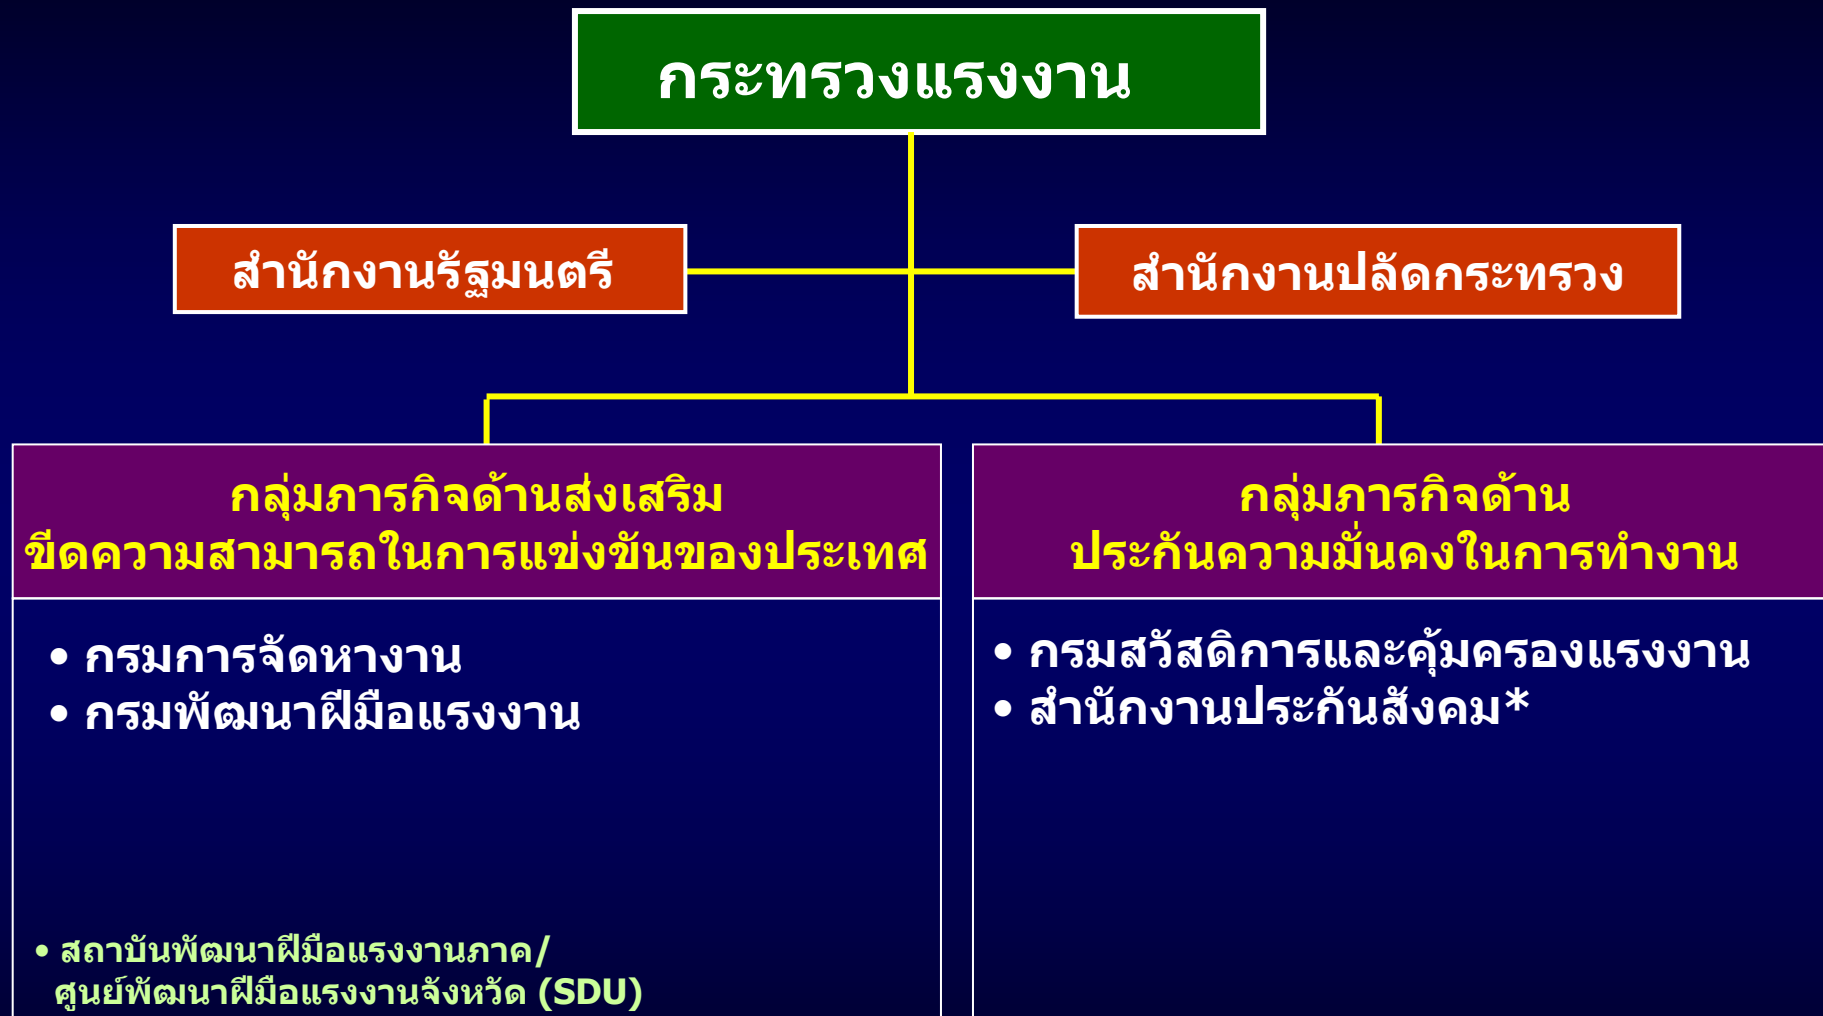 กระทรวงแรงงาน
สำนักงานรัฐมนตรี
สำนักงานปลัดกระทรวง
กลุ่มภารกิจด้านส่งเสริม
ขีดความสามารถในการแข่งขันของประเทศ
• กรมการจัดหางาน
• กรมพัฒนาฝีมือแรงงาน
• สถาบันพัฒนาฝีมือแรงงานภาค/
ศูนย์พัฒนาฝีมือแรงงานจังหวัด (SDU)
กลุ่มภารกิจด้าน
ประกันความมั่นคงในการทำงาน
• กรมสวัสดิการและคุ้มครองแรงงาน
• สำนักงานประกันสังคม*